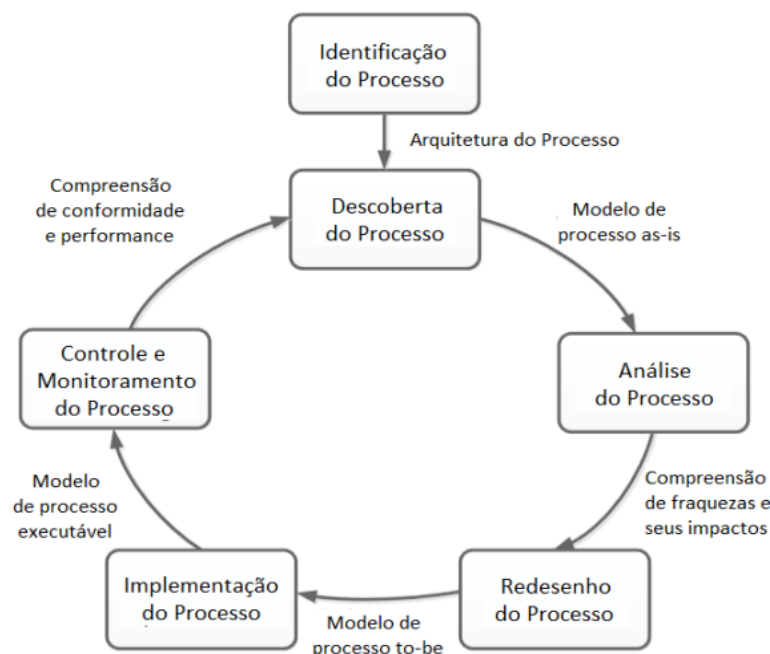 Identificação
do Processo
Arquitetura do Processo
Descoberta
do Processo
Modelo de
processo as-is
Análise
do Processo
Compreensão
de fraquezas e
seus impactos
Redesenho
do Processo
Modelo de
processo to-be
Implementação
do Processo
Modelo
de processo
executável
Controle e
Monitoramento
do Processo
Compreensão
de conformidade
e performance